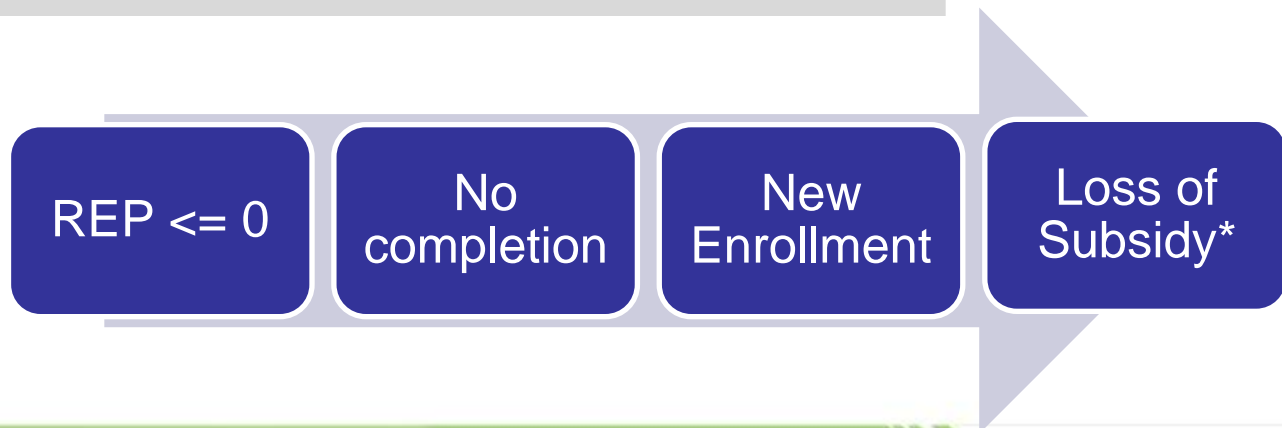 REP <= 0
No
completion
New
Enrollment
Loss of
Subsidy*